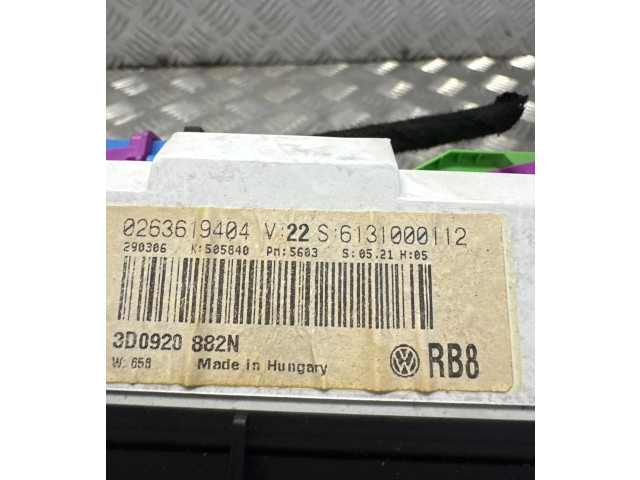 0263619404 V:22 S:6131000112
290306 K:505840 PM:5603 S:05.21 H:05
3D0920 882N
W: 658 Made in Hungary RB8